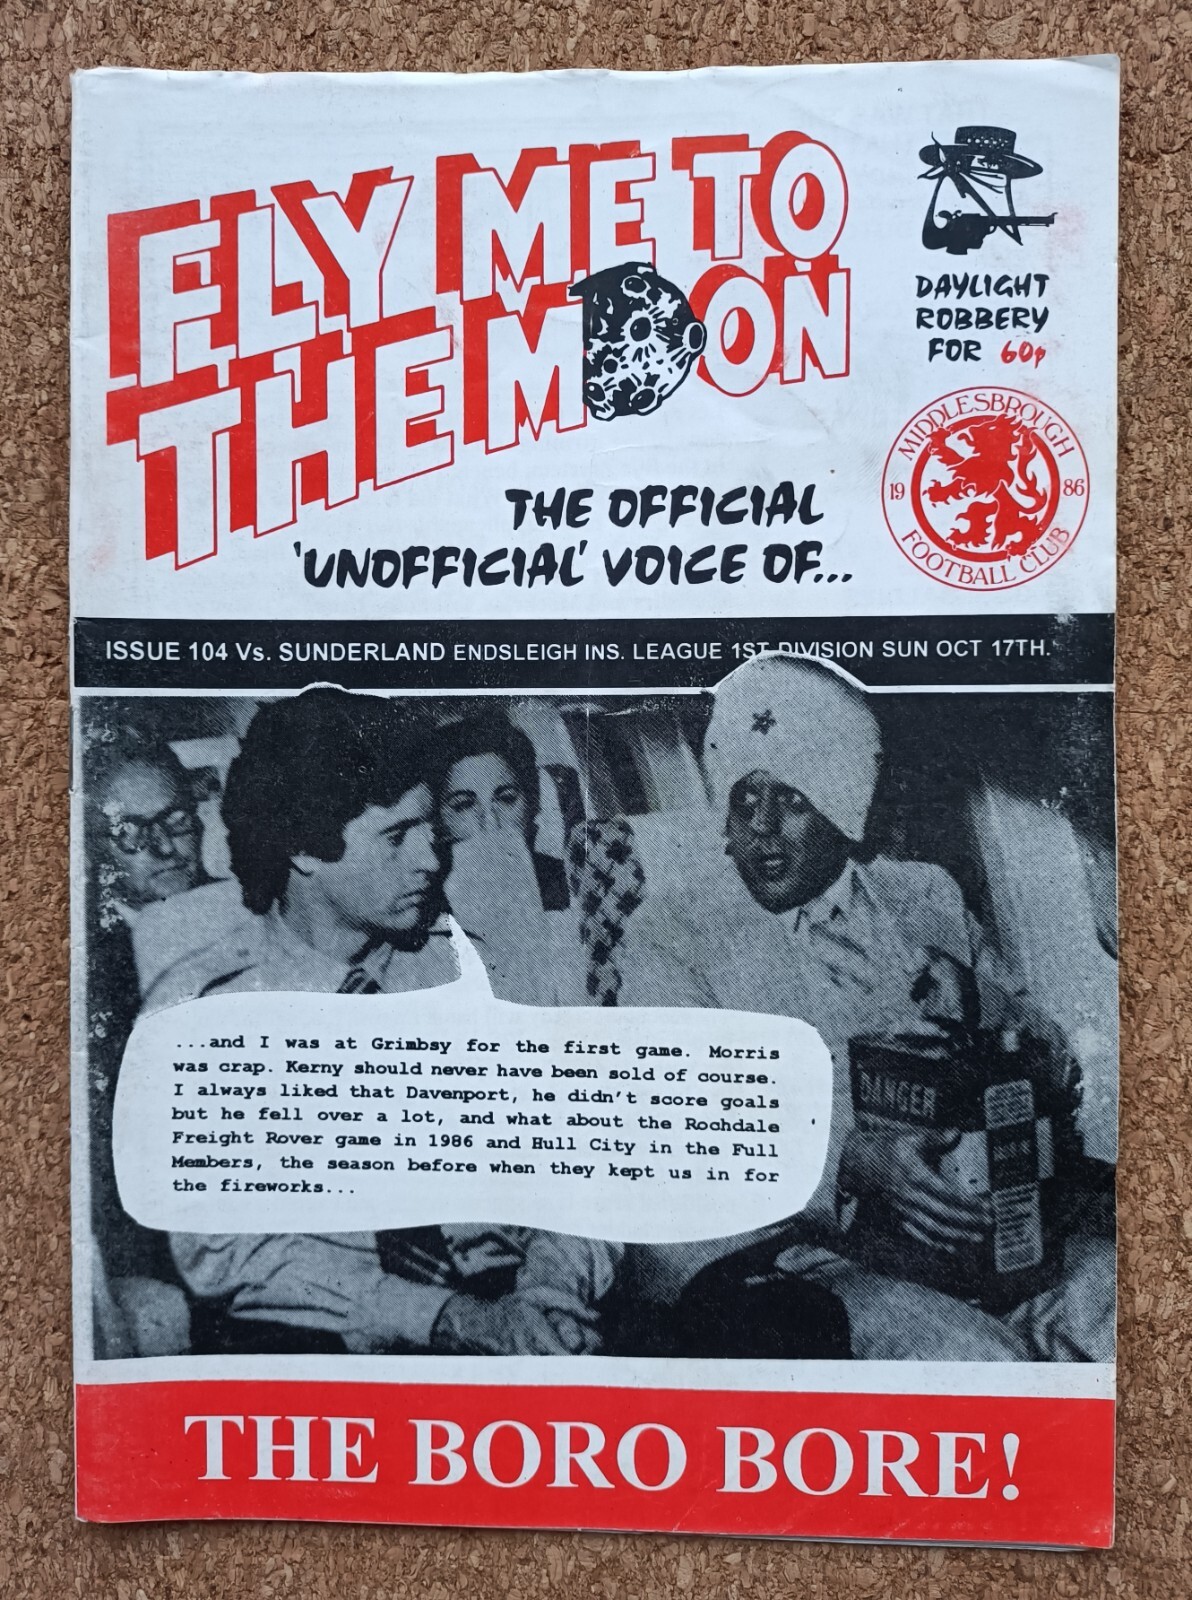 FLY ME TO
THE MOON
DAYLIGHT
ROBBERY
FOR 60p
MIDDLESBROUGH
19 86
FOOTBALL CLUB
THE OFFICIAL
'UNOFFICIAL' VOICE OF...
ISSUE 104 Vs. SUNDERLAND ENDSLEIGH INS. LEAGUE 1ST DIVISION SUN OCT 17TH.
...and I was at Grimsby for the first game. Morris
was crap. Kerny should never have been sold of course.
I always liked that Davenport, he didn't score goals
but he fell over a lot, and what about the Rochdale
Freight Rover game in 1986 and Hull City in the Full
Members, the season before when they kept us in for
the fireworks...
DANGER
THE BORO BORE!